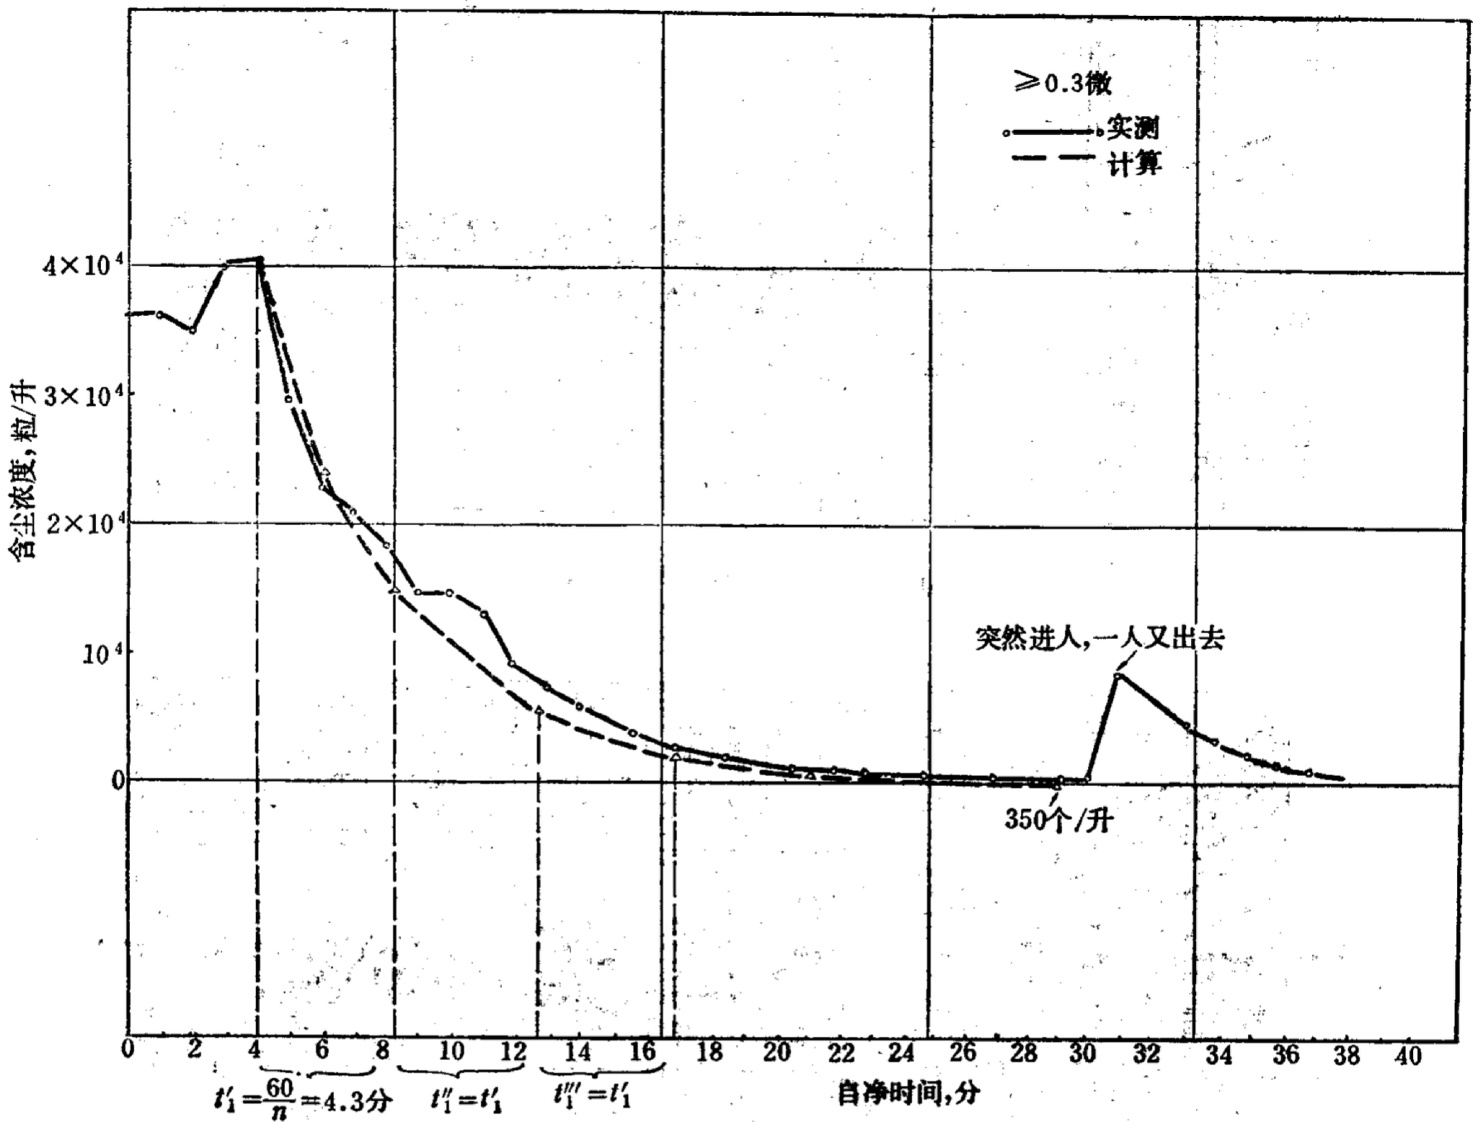 ≥0.3微
实测
计算
4×10⁴
3×10⁴
2×10⁴
10⁴
0
含尘浓度,粒/升
突然进人,一人又出去
350个/升
0 2 4 6 8 10 12 14 16 18 20 22 24 26 28 30 32 34 36 38 40
t′₁=60/n=4.3分 t″₁=t′₁ t‴₁=t′₁
自净时间,分